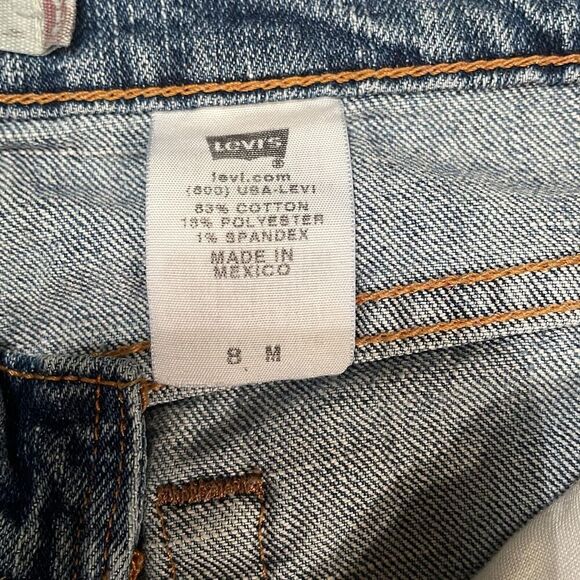 LEVI'S
®
levi.com
(800) USA-LEVI
83% COTTON
16% POLYESTER
1% SPANDEX
MADE IN
MEXICO
8 M